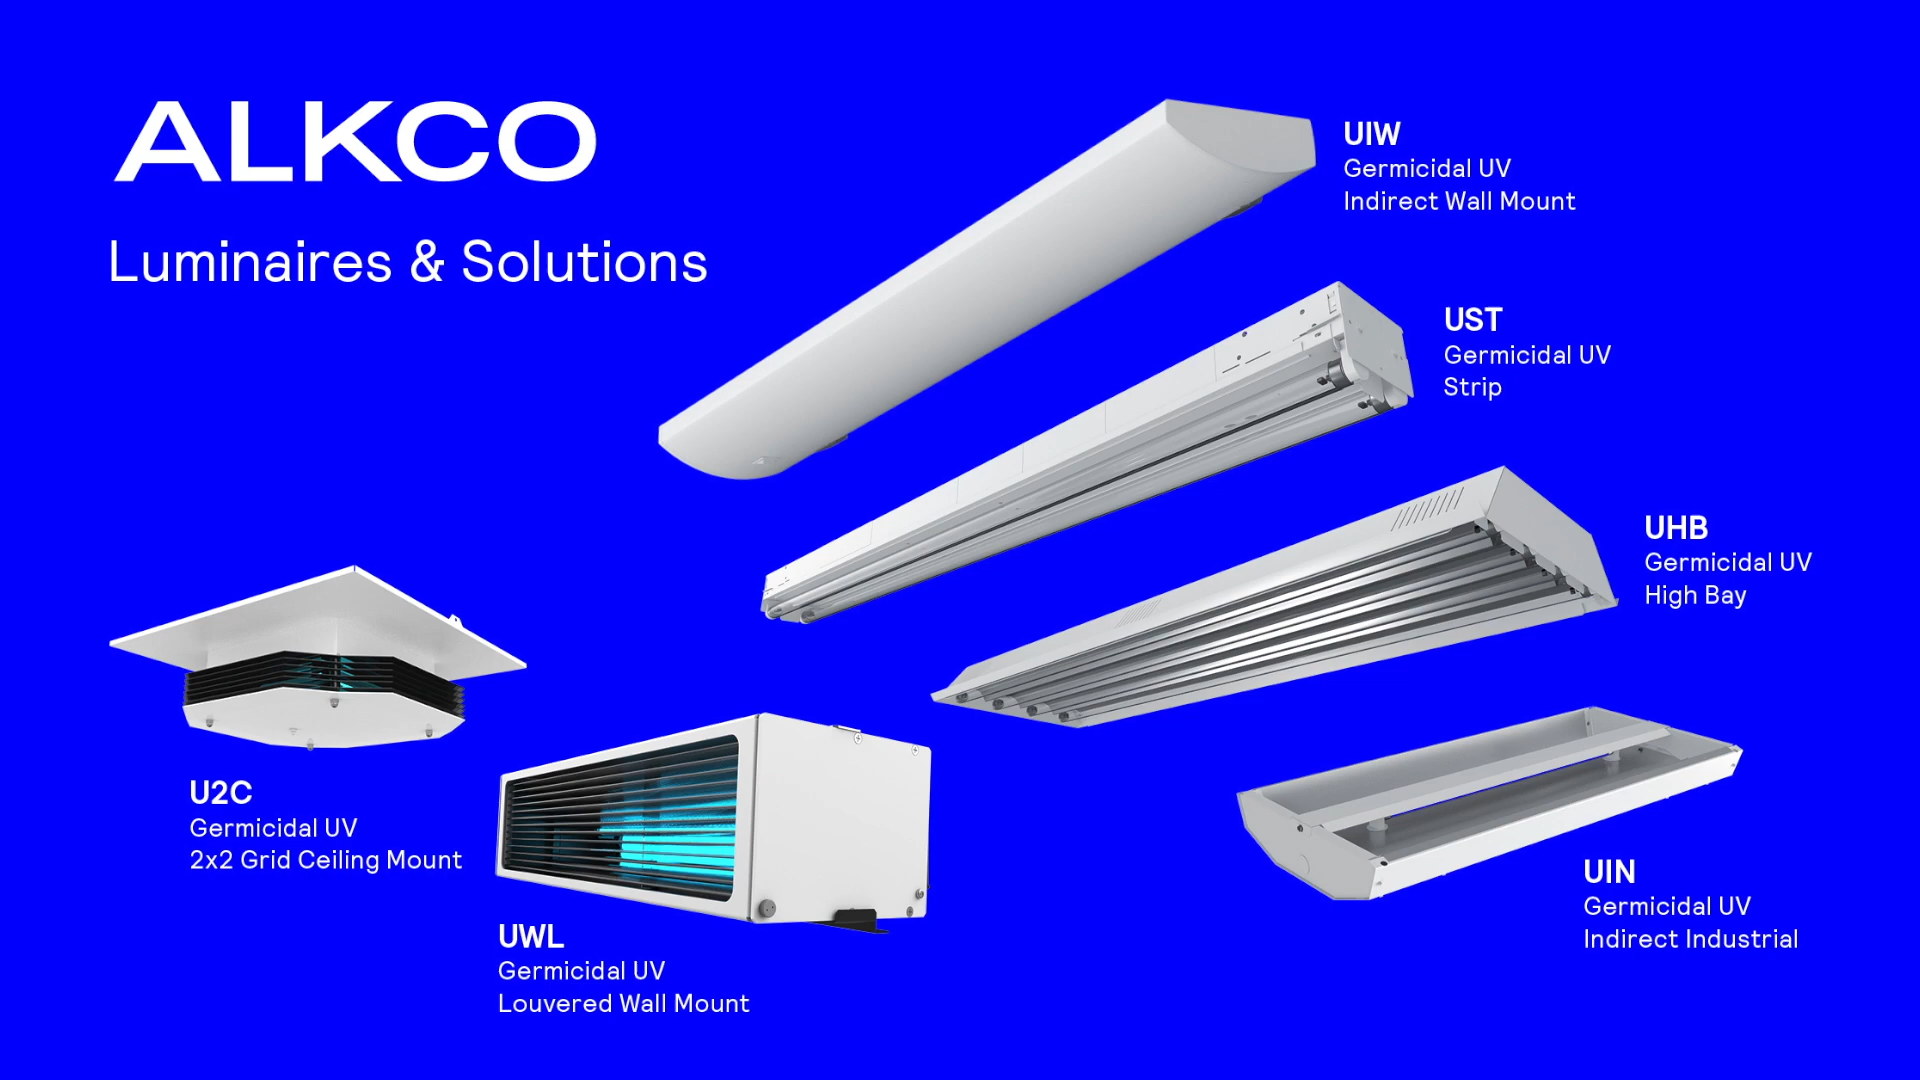 ALKCO
Luminaires & Solutions
UIW
Germicidal UV
Indirect Wall Mount
UST
Germicidal UV
Strip
UHB
Germicidal UV
High Bay
U2C
Germicidal UV
2x2 Grid Ceiling Mount
UWL
Germicidal UV
Louvered Wall Mount
UIN
Germicidal UV
Indirect Industrial